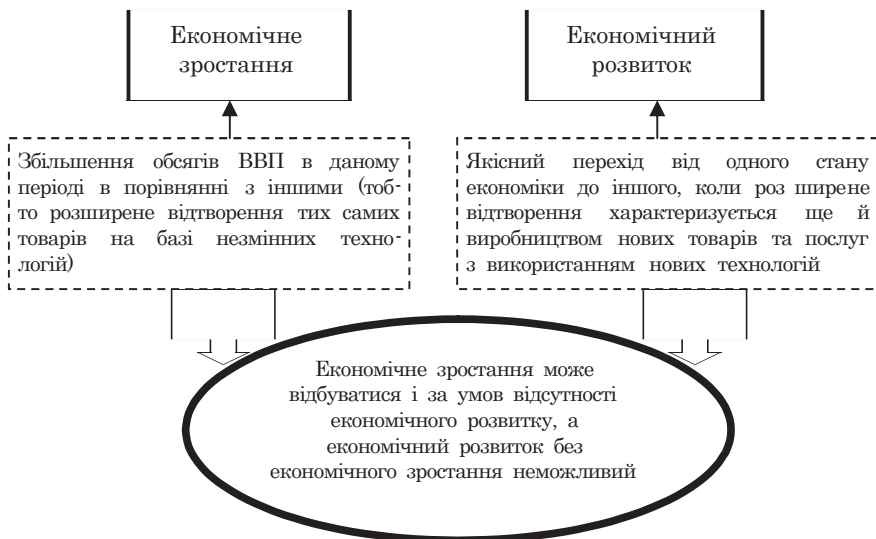 Економічне
зростання
Економічний
розвиток
Збільшення обсягів ВВП в даному
періоді в порівнянні з іншими (тоб-
то розширене відтворення тих самих
товарів на базі незмінних техно-
логій)
Якісний перехід від одного стану
економіки до іншого, коли роз ширене
відтворення характеризується ще й
виробництвом нових товарів та послуг
з використанням нових технологій
Економічне зростання може
відбуватися і за умов відсутності
економічного розвитку, а
економічний розвиток без
економічного зростання неможливий